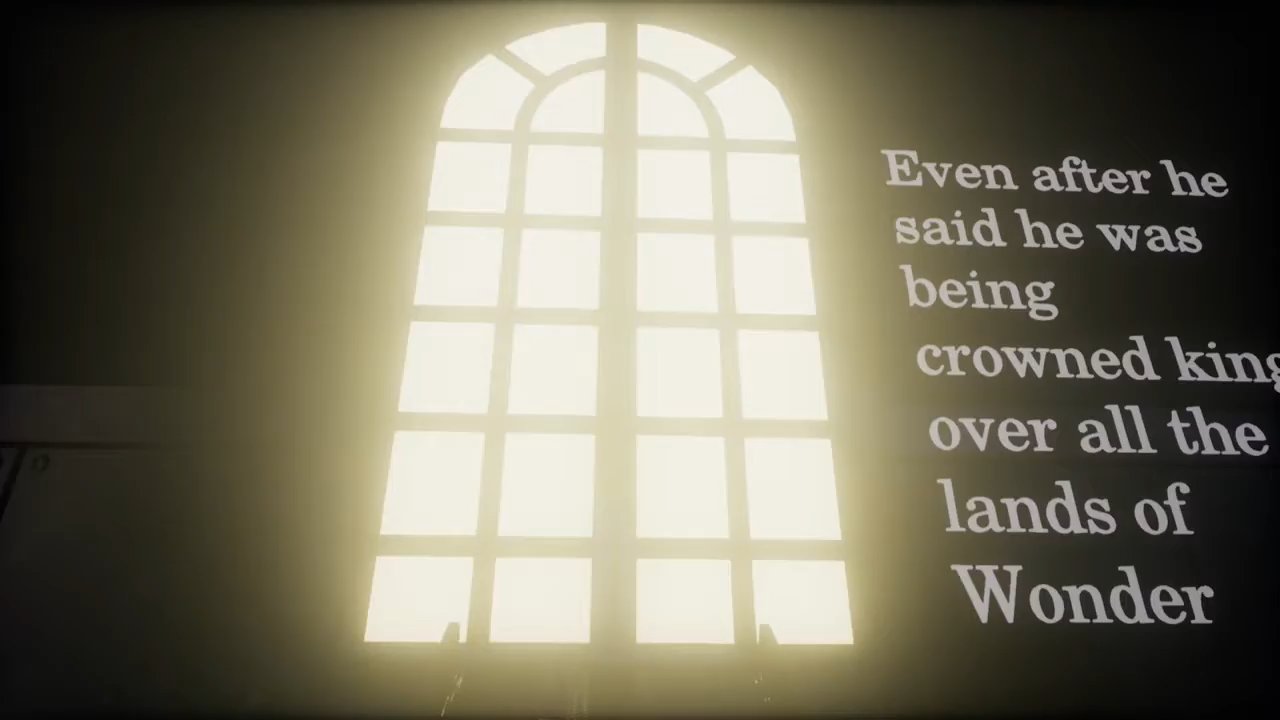 Even after he
said he was
being
crowned king
over all the
lands of
Wonder